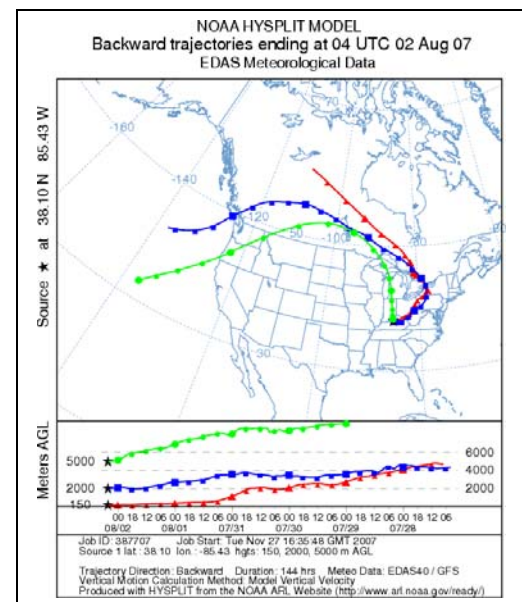 NOAA HYSPLIT MODEL
Backward trajectories ending at 04 UTC 02 Aug 07
EDAS Meteorological Data
Source ★ at 38.10 N 85.43 W
-160
-140
-120
-100
-80
70
60
50
30
Meters AGL
5000
2000
150
6000
4000
2000
00 18 12 06 00 18 12 06 00 18 12 06 00 18 12 06 00 18 12 06 00 18 12 06
08/02 08/01 07/31 07/30 07/29 07/28
Job ID: 387707 Job Start: Tue Nov 27 16:35:48 GMT 2007
Source 1 lat.: 38.10 lon.: -85.43 hgts: 150, 2000, 5000 m AGL
Trajectory Direction: Backward Duration: 144 hrs Meteo Data: EDAS40 / GFS
Vertical Motion Calculation Method: Model Vertical Velocity
Produced with HYSPLIT from the NOAA ARL Website (http://www.arl.noaa.gov/ready/)